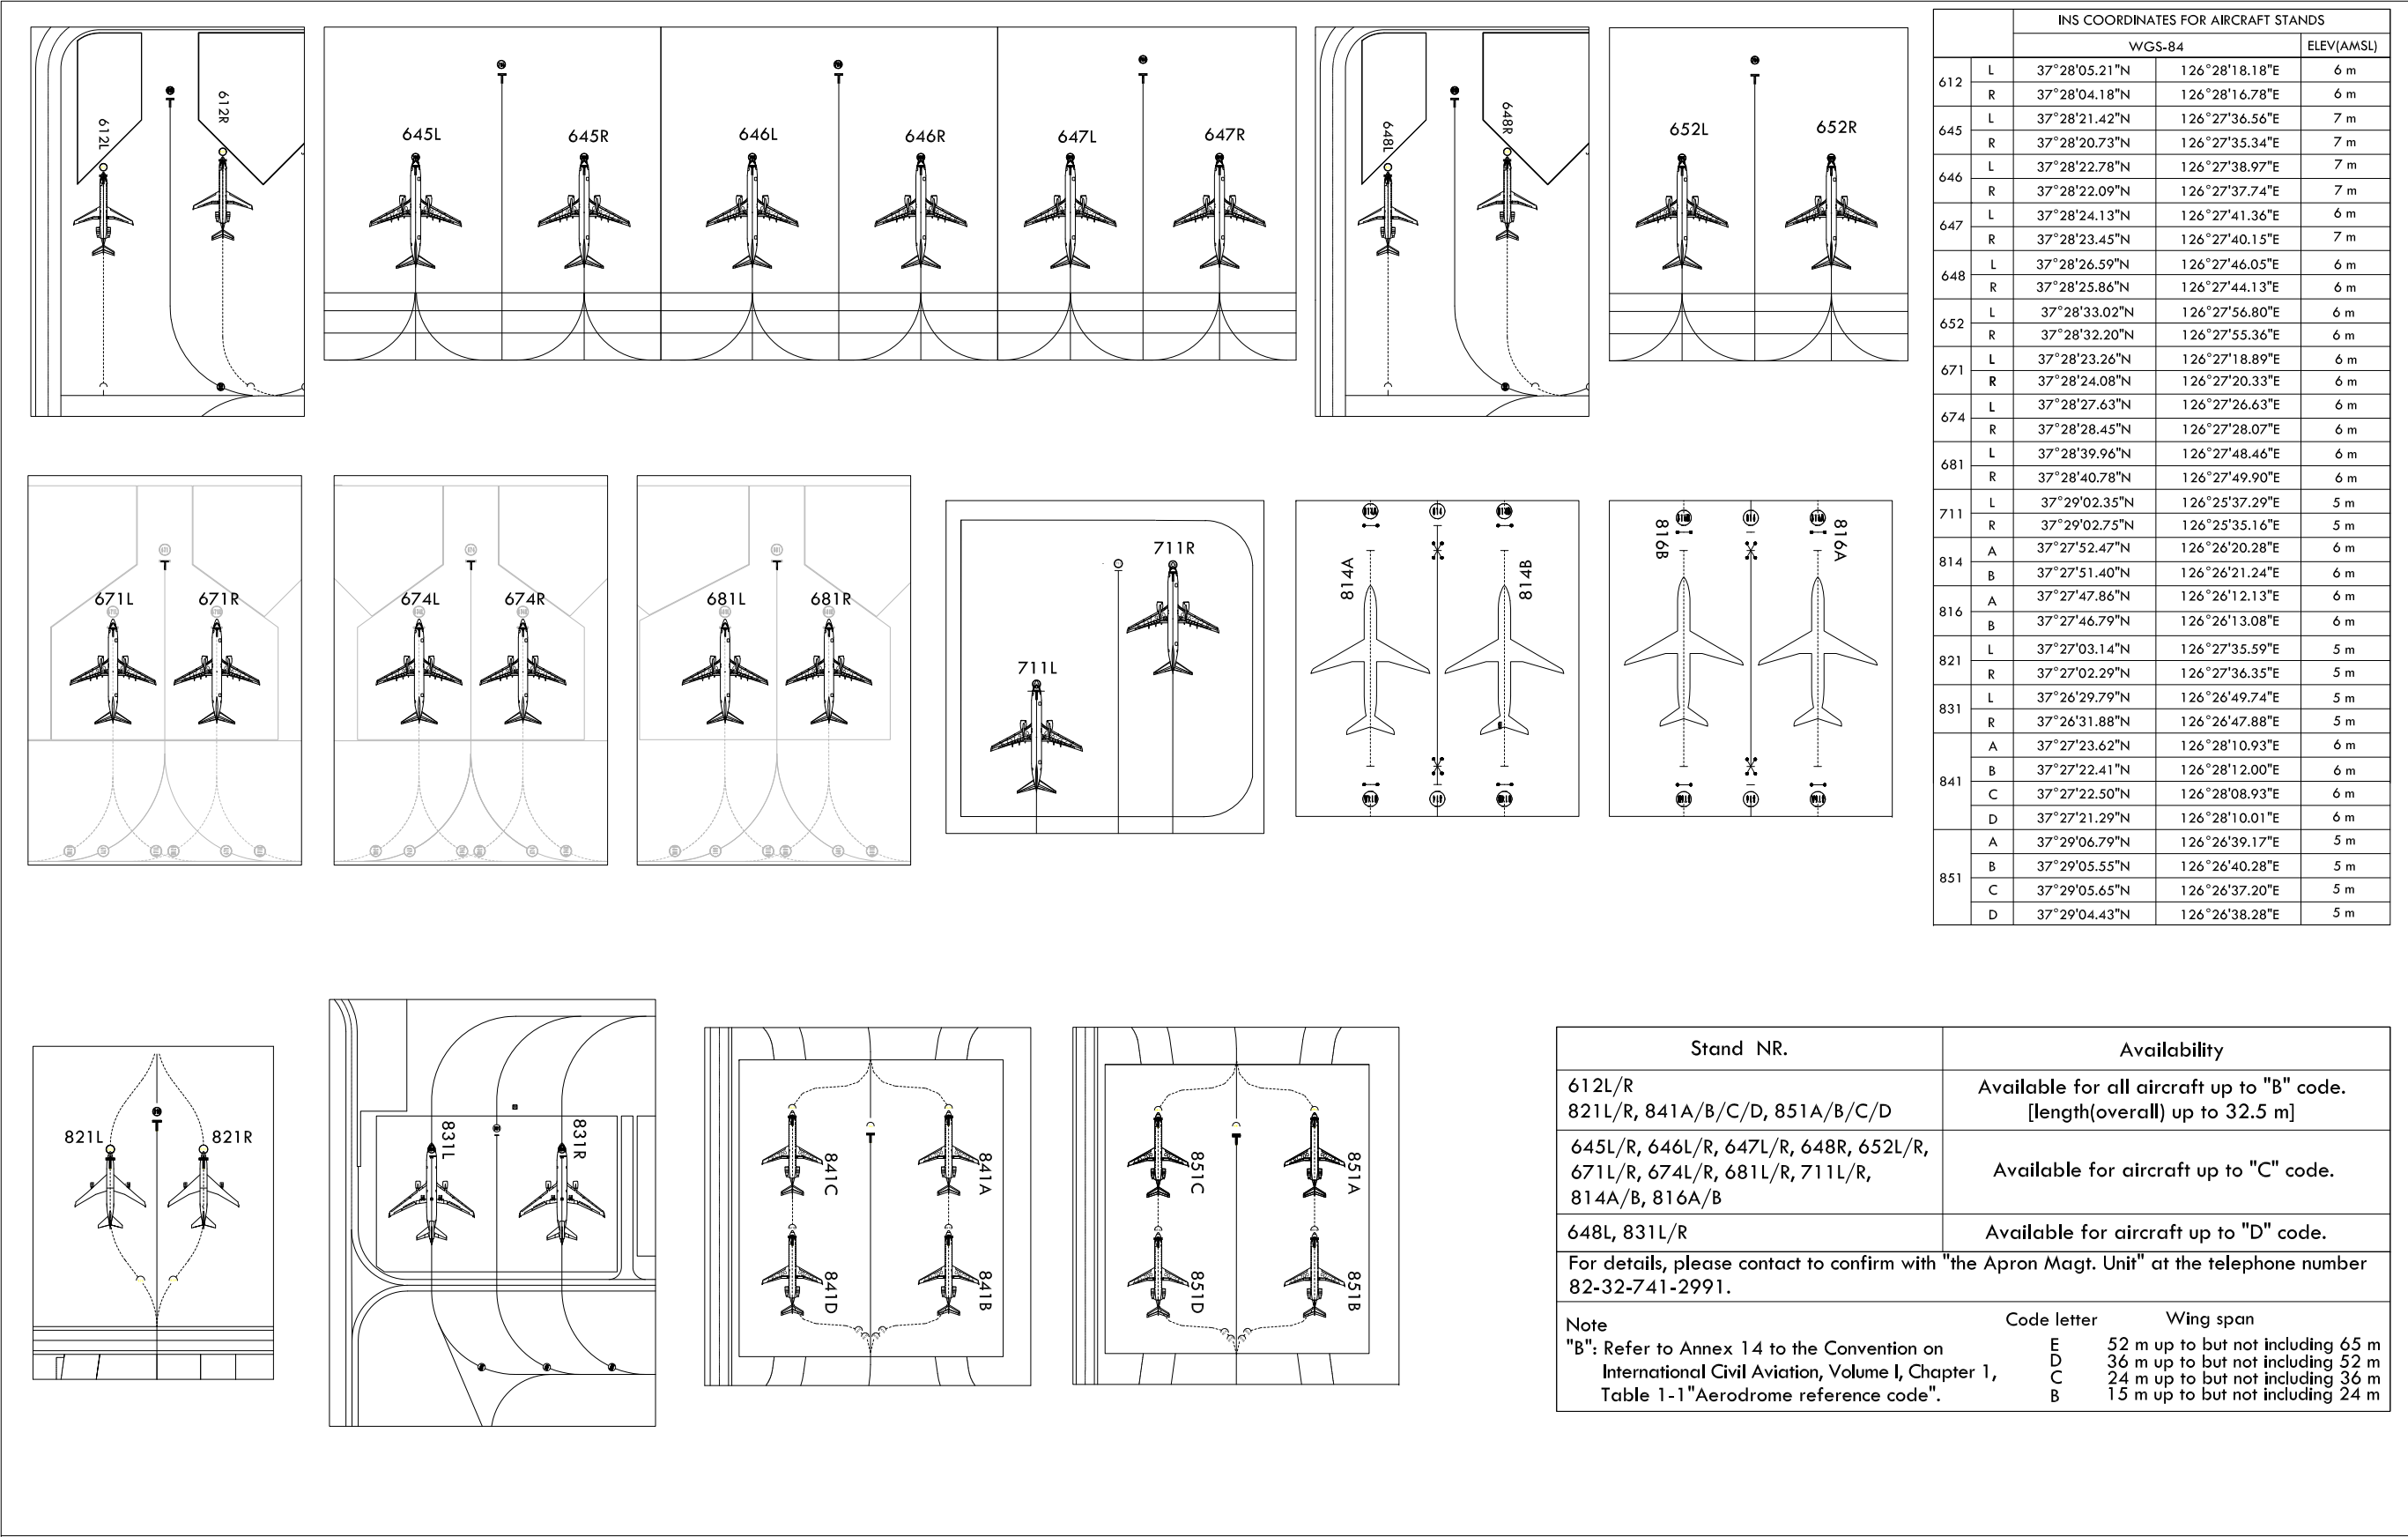 612L
612R
645L
645R
646L
646R
647L
647R
648L
648R
652L
652R
671L
671R
674L
674R
681L
681R
711L
711R
814A
814B
816B
816A
821L
821R
831L
831R
841C
841A
841D
841B
851C
851A
851D
851B
INS COORDINATES FOR AIRCRAFT STANDS
WGS-84 ELEV(AMSL)
612 L 37°28'05.21"N 126°28'18.18"E 6 m
R 37°28'04.18"N 126°28'16.78"E 6 m
645 L 37°28'21.42"N 126°27'36.56"E 7 m
R 37°28'20.73"N 126°27'35.34"E 7 m
646 L 37°28'22.78"N 126°27'38.97"E 7 m
R 37°28'22.09"N 126°27'37.74"E 7 m
647 L 37°28'24.13"N 126°27'41.36"E 6 m
R 37°28'23.45"N 126°27'40.15"E 7 m
648 L 37°28'26.59"N 126°27'46.05"E 6 m
R 37°28'25.86"N 126°27'44.13"E 6 m
652 L 37°28'33.02"N 126°27'56.80"E 6 m
R 37°28'32.20"N 126°27'55.36"E 6 m
671 L 37°28'23.26"N 126°27'18.89"E 6 m
R 37°28'24.08"N 126°27'20.33"E 6 m
674 L 37°28'27.63"N 126°27'26.63"E 6 m
R 37°28'28.45"N 126°27'28.07"E 6 m
681 L 37°28'39.96"N 126°27'48.46"E 6 m
R 37°28'40.78"N 126°27'49.90"E 6 m
711 L 37°29'02.35"N 126°25'37.29"E 5 m
R 37°29'02.75"N 126°25'35.16"E 5 m
814 A 37°27'52.47"N 126°26'20.28"E 6 m
B 37°27'51.40"N 126°26'21.24"E 6 m
816 A 37°27'47.86"N 126°26'12.13"E 6 m
B 37°27'46.79"N 126°26'13.08"E 6 m
821 L 37°27'03.14"N 126°27'35.59"E 5 m
R 37°27'02.29"N 126°27'36.35"E 5 m
831 L 37°26'29.79"N 126°26'49.74"E 5 m
R 37°26'31.88"N 126°26'47.88"E 5 m
841 A 37°27'23.62"N 126°28'10.93"E 6 m
B 37°27'22.41"N 126°28'12.00"E 6 m
C 37°27'22.50"N 126°28'08.93"E 6 m
D 37°27'21.29"N 126°28'10.01"E 6 m
851 A 37°29'06.79"N 126°26'39.17"E 5 m
B 37°29'05.55"N 126°26'40.28"E 5 m
C 37°29'05.65"N 126°26'37.20"E 5 m
D 37°29'04.43"N 126°26'38.28"E 5 m
Stand NR. Availability
612L/R
821L/R, 841A/B/C/D, 851A/B/C/D
Available for all aircraft up to "B" code.
[length(overall) up to 32.5 m]
645L/R, 646L/R, 647L/R, 648R, 652L/R,
671L/R, 674L/R, 681L/R, 711L/R,
814A/B, 816A/B
Available for aircraft up to "C" code.
648L, 831L/R Available for aircraft up to "D" code.
For details, please contact to confirm with "the Apron Magt. Unit" at the telephone number
82-32-741-2991.
Note
"B": Refer to Annex 14 to the Convention on
International Civil Aviation, Volume I, Chapter 1,
Table 1-1"Aerodrome reference code".
Code letter Wing span
E 52 m up to but not including 65 m
D 36 m up to but not including 52 m
C 24 m up to but not including 36 m
B 15 m up to but not including 24 m